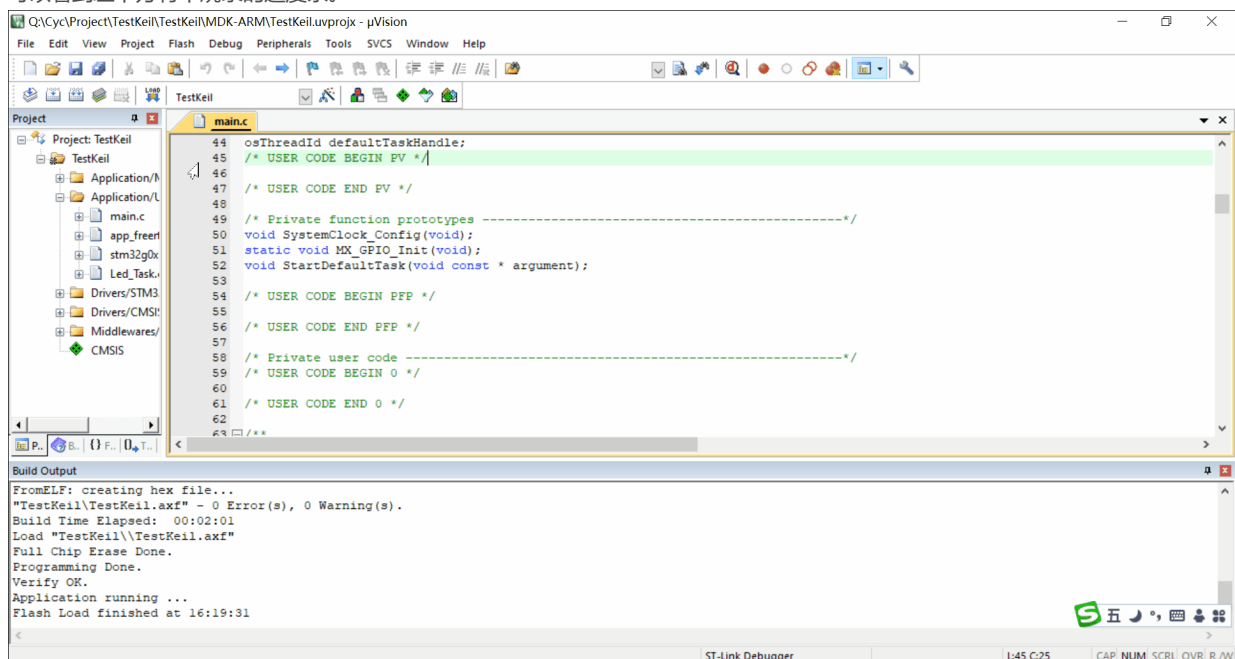 Q:\Cyc\Project\TestKeil\TestKeil\MDK-ARM\TestKeil.uvprojx - µVision
File Edit View Project Flash Debug Peripherals Tools SVCS Window Help
LOAD TestKeil
Project
main.c
Project: TestKeil
TestKeil
Application/
Application/U
main.c
app_freert
stm32g0x
Led_Task.
Drivers/STM3
Drivers/CMSI
Middlewares/
CMSIS
P.. B.. {} F.. T..
44 osThreadId defaultTaskHandle;
45 /* USER CODE BEGIN PV */
46
47 /* USER CODE END PV */
48
49 /* Private function prototypes -----------------------------------------------*/
50 void SystemClock_Config(void);
51 static void MX_GPIO_Init(void);
52 void StartDefaultTask(void const * argument);
53
54 /* USER CODE BEGIN PFP */
55
56 /* USER CODE END PFP */
57
58 /* Private user code ---------------------------------------------------------*/
59 /* USER CODE BEGIN 0 */
60
61 /* USER CODE END 0 */
62
63 /**
Build Output
FromELF: creating hex file...
"TestKeil\TestKeil.axf" - 0 Error(s), 0 Warning(s).
Build Time Elapsed:  00:02:01
Load "TestKeil\\TestKeil.axf"
Full Chip Erase Done.
Programming Done.
Verify OK.
Application running ...
Flash Load finished at 16:19:31
五
ST-Link Debugger L:45 C:25 CAP NUM SCRL OVR R/W